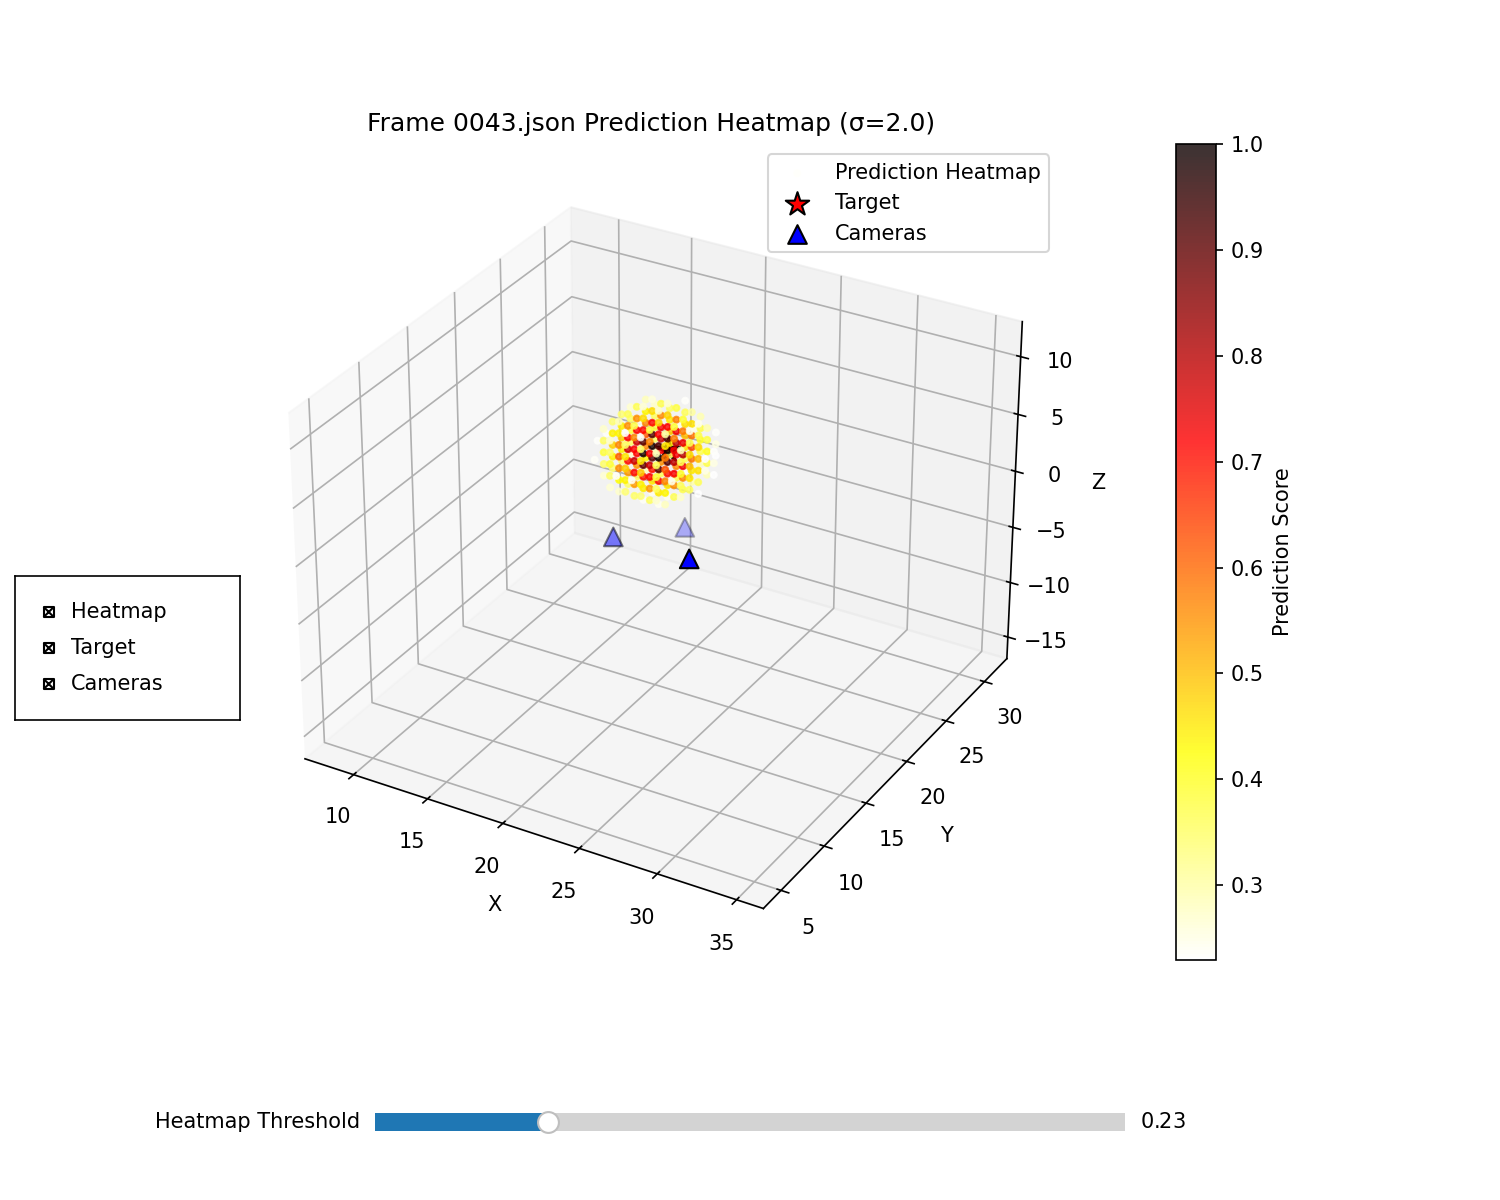 Frame 0043.json Prediction Heatmap (σ=2.0)
Prediction Heatmap
Target
Cameras
1.0
0.9
0.8
0.7
0.6
0.5
0.4
0.3
Prediction Score
10
5
0
−5
−10
−15
Z
Heatmap
Target
Cameras
10
15
20
25
30
35
X
5
10
15
20
25
30
Y
Heatmap Threshold
0.23